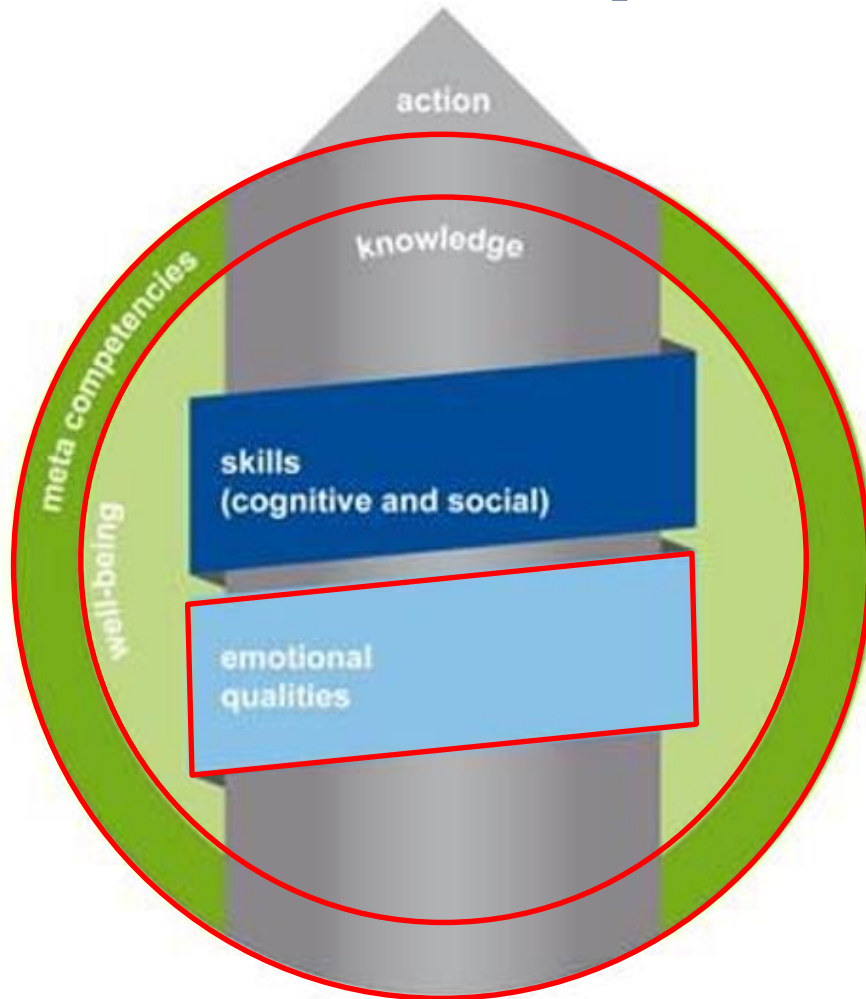 action
knowledge
meta competencies
skills
(cognitive and social)
well-being
emotional
qualities